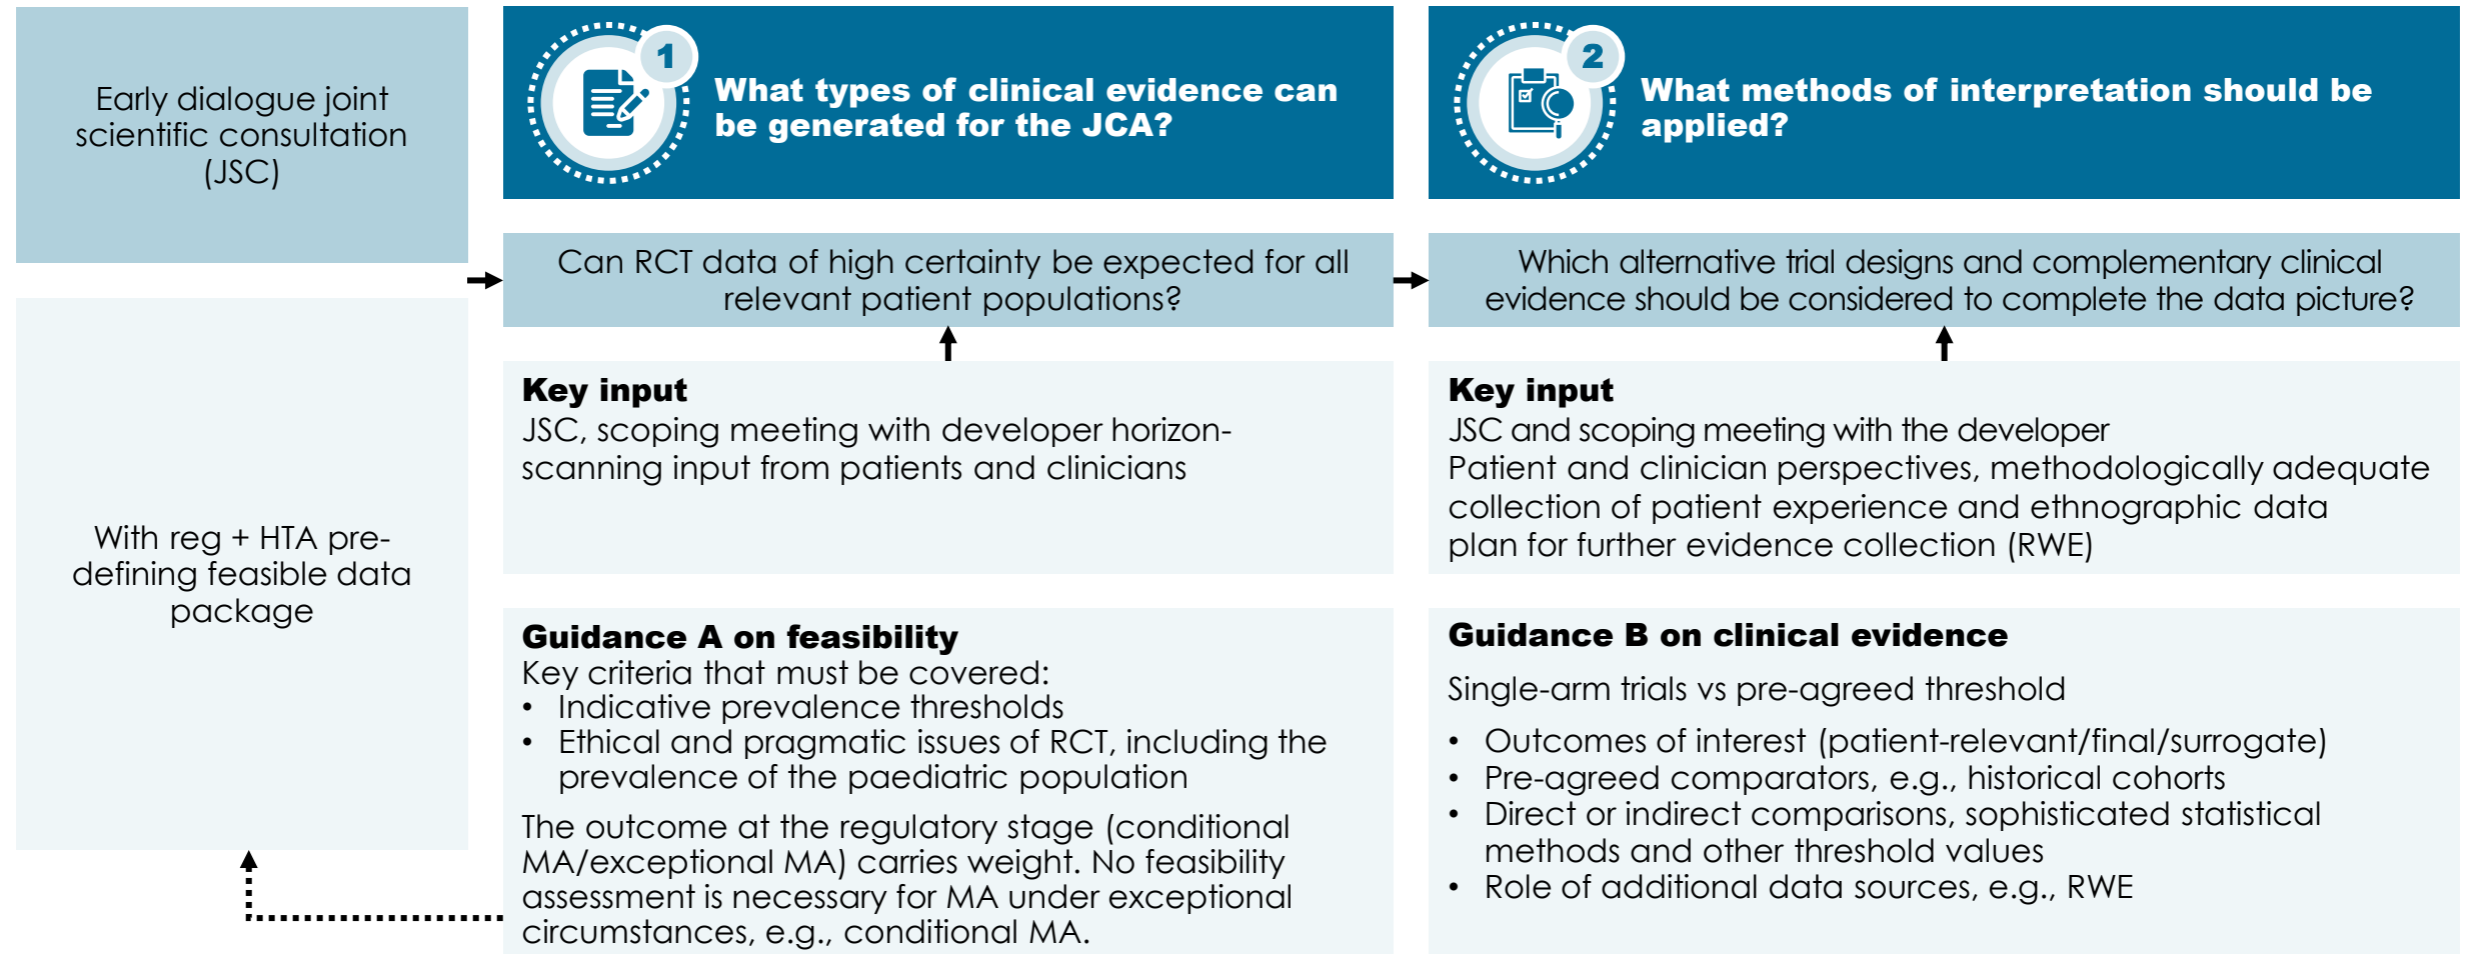 Early dialogue joint
scientific consultation
(JSC)
With reg + HTA pre-
defining feasible data
package
1
What types of clinical evidence can
be generated for the JCA?
Can RCT data of high certainty be expected for all
relevant patient populations?
Key input
JSC, scoping meeting with developer horizon-
scanning input from patients and clinicians
Guidance A on feasibility
Key criteria that must be covered:
• Indicative prevalence thresholds
• Ethical and pragmatic issues of RCT, including the
prevalence of the paediatric population
The outcome at the regulatory stage (conditional
MA/exceptional MA) carries weight. No feasibility
assessment is necessary for MA under exceptional
circumstances, e.g., conditional MA.
2
What methods of interpretation should be
applied?
Which alternative trial designs and complementary clinical
evidence should be considered to complete the data picture?
Key input
JSC and scoping meeting with the developer
Patient and clinician perspectives, methodologically adequate
collection of patient experience and ethnographic data
plan for further evidence collection (RWE)
Guidance B on clinical evidence
Single-arm trials vs pre-agreed threshold
• Outcomes of interest (patient-relevant/final/surrogate)
• Pre-agreed comparators, e.g., historical cohorts
• Direct or indirect comparisons, sophisticated statistical
methods and other threshold values
• Role of additional data sources, e.g., RWE